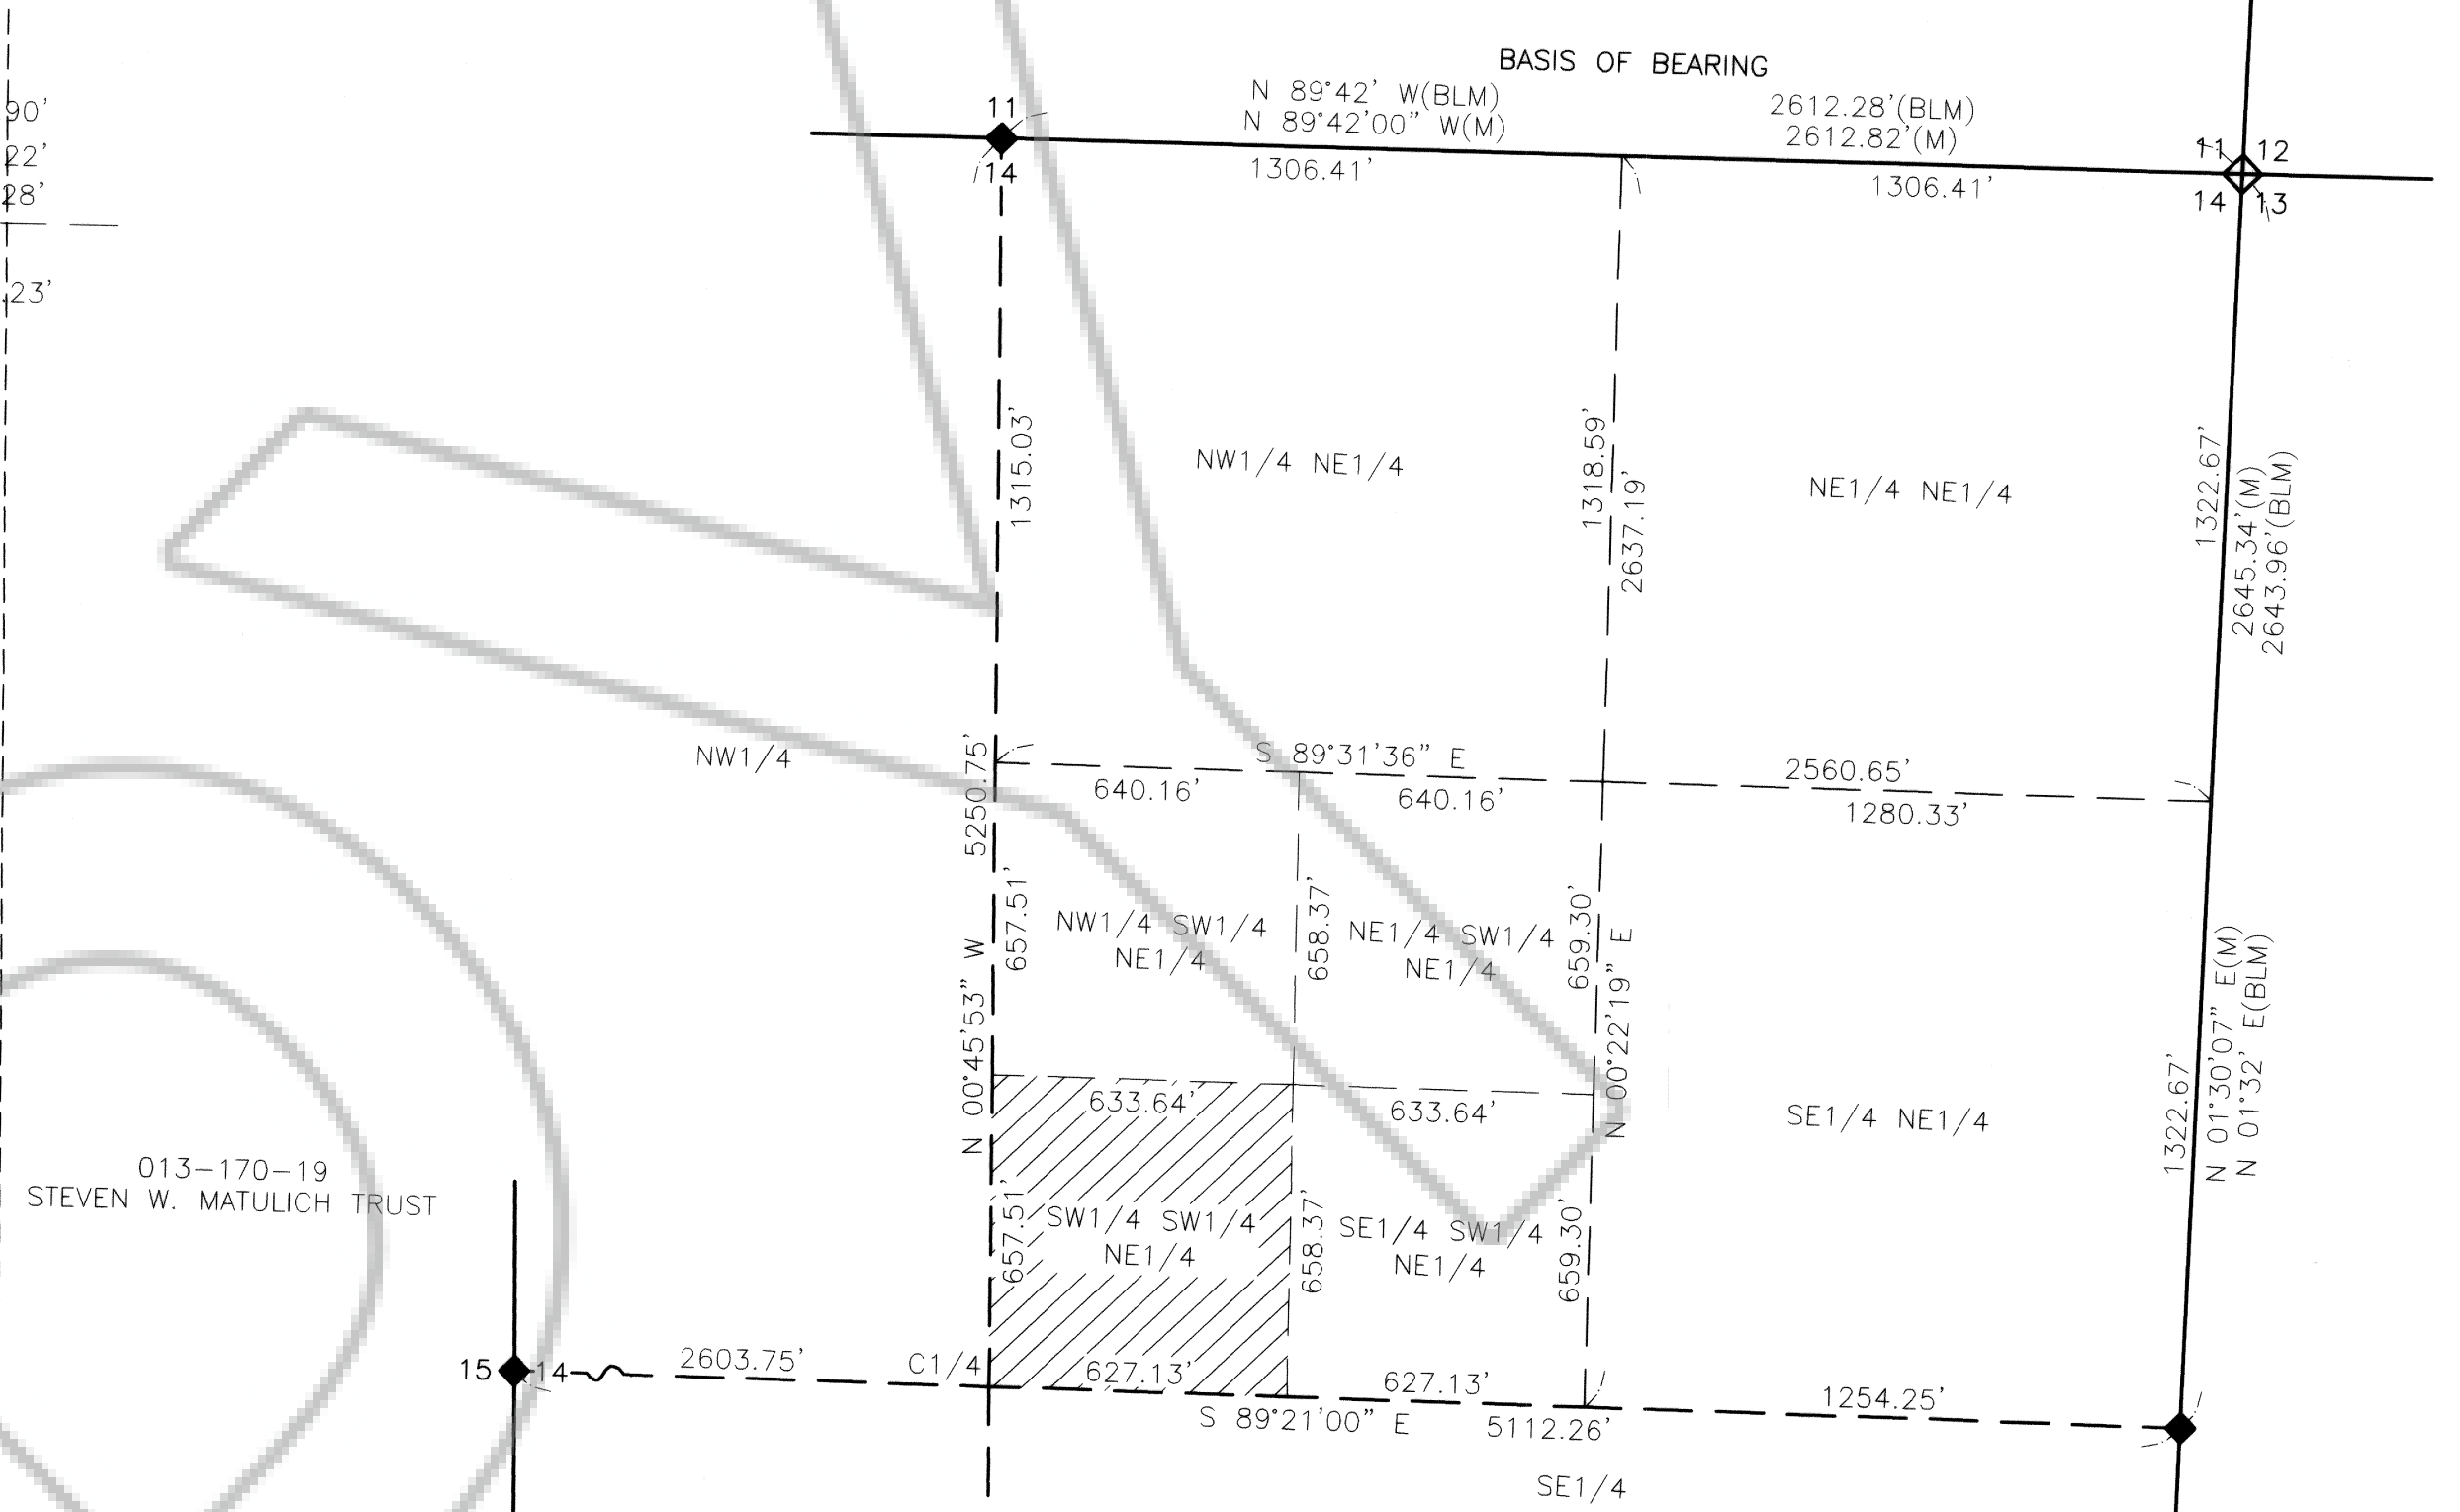 BASIS OF BEARING
N 89°42' W(BLM)
2612.28'(BLM)
N 89°42'00" W(M)
2612.82'(M)
90'
11
22'
14
1306.41'
1306.41'
11
12
28'
14
13
.23'
1315.03'
NW1/4 NE1/4
1318.59'
2637.19'
NE1/4 NE1/4
1322.67'
2645.34'(M)
2643.96'(BLM)
NW1/4
S 89°31'36" E
2560.65'
640.16'
640.16'
1280.33'
N 00°45'53" W 5250.75'
657.51'
NW1/4 SW1/4
NE1/4
658.37'
NE1/4 SW1/4
NE1/4
659.30'
N 00°22'19" E
N 01°30'07" E(M)
N 01°32' E(BLM)
633.64'
633.64'
SE1/4 NE1/4
1322.67'
013-170-19
STEVEN W. MATULICH TRUST
657.51'
SW1/4 SW1/4
NE1/4
658.37'
SE1/4 SW1/4
NE1/4
659.30'
15
14
2603.75'
C1/4
627.13'
627.13'
1254.25'
S 89°21'00" E
5112.26'
SE1/4